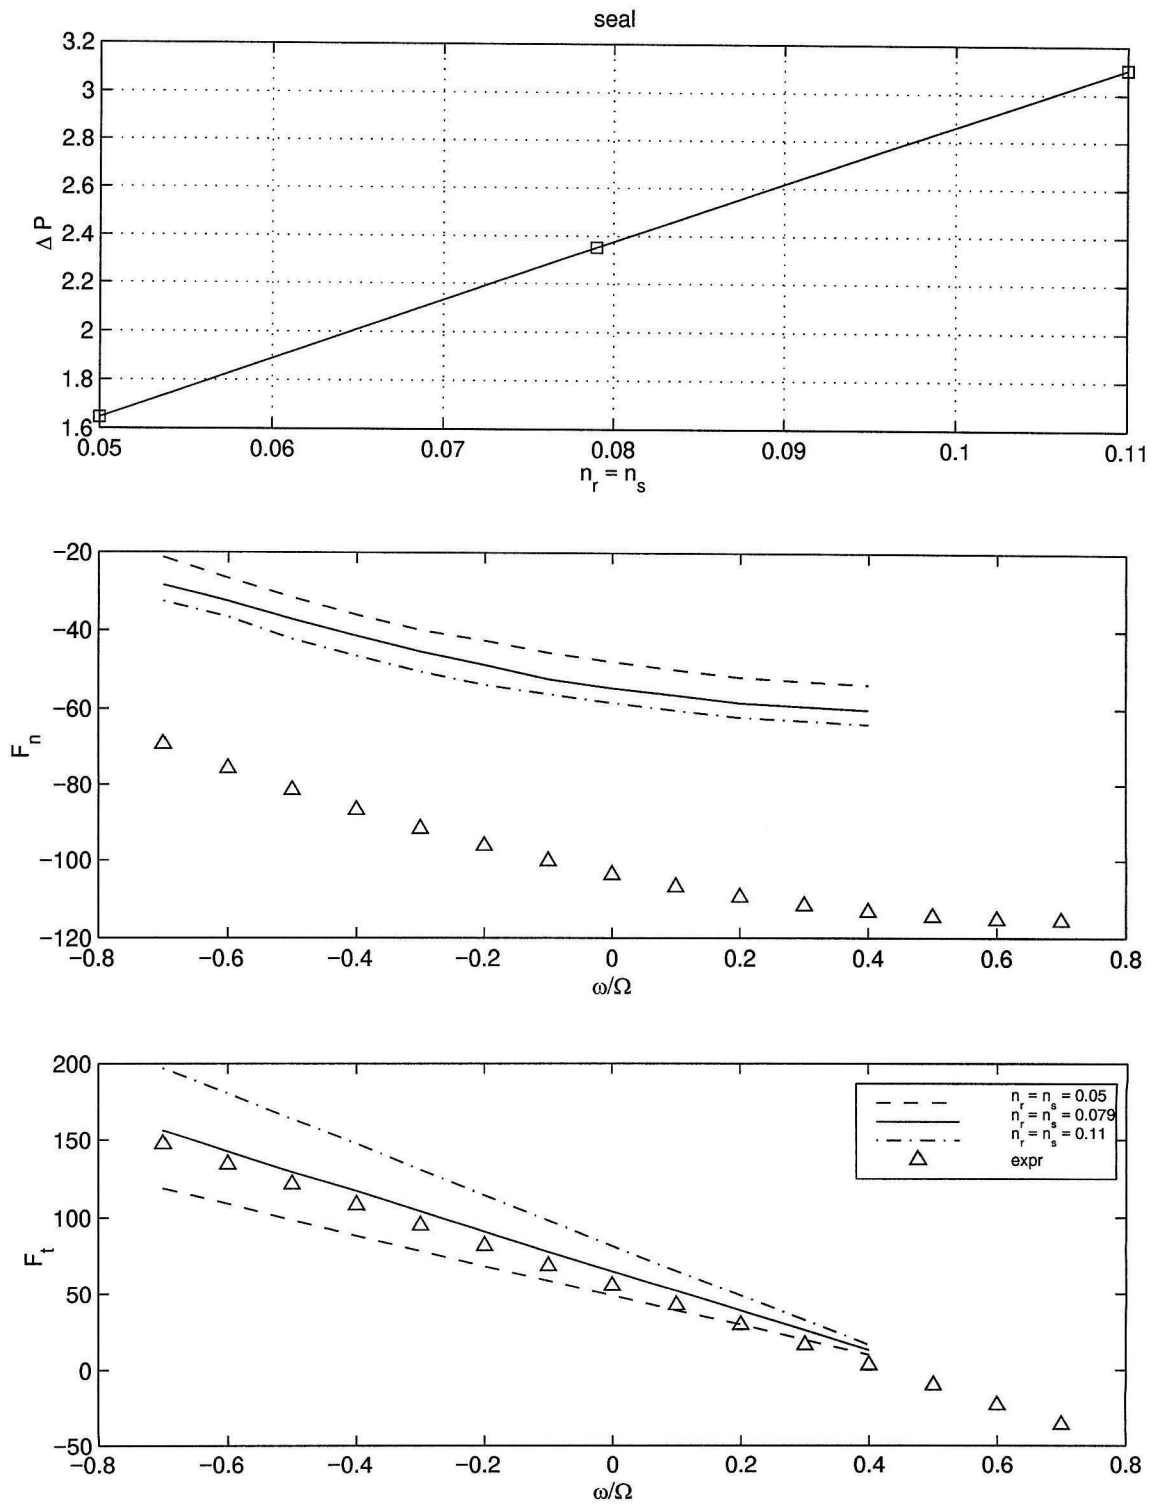 seal
3.2
3
2.8
2.6
2.4
2.2
2
1.8
1.6
Δ P
0.05 0.06 0.07 0.08 0.09 0.1 0.11
n_r = n_s
−20
−40
−60
−80
−100
−120
F_n
−0.8 −0.6 −0.4 −0.2 0 0.2 0.4 0.6 0.8
ω/Ω
200
150
100
50
0
−50
F_t
n_r = n_s = 0.05
n_r = n_s = 0.079
n_r = n_s = 0.11
expr
−0.8 −0.6 −0.4 −0.2 0 0.2 0.4 0.6 0.8
ω/Ω